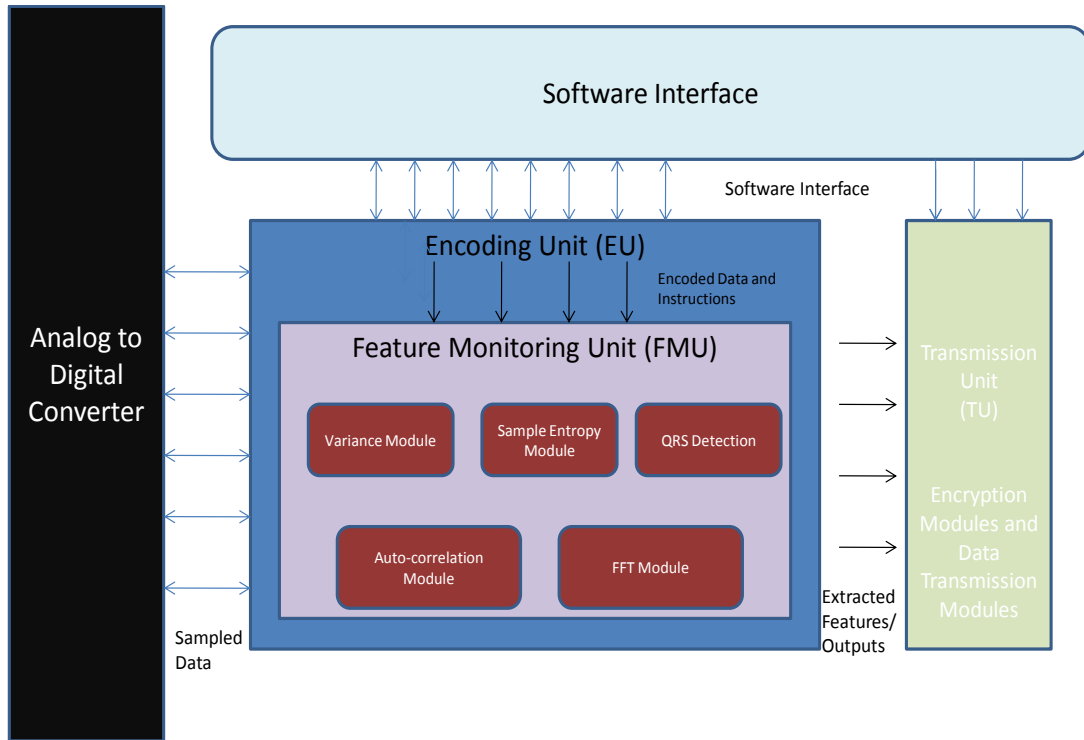 Software Interface
Software Interface
Encoding Unit (EU)
Encoded Data and
Instructions
Analog to
Digital
Converter
Feature Monitoring Unit (FMU)
Variance Module
Sample Entropy
Module
QRS Detection
Auto-correlation
Module
FFT Module
Transmission
Unit
(TU)
Encryption
Modules and
Data
Transmission
Modules
Extracted
Features/
Outputs
Sampled
Data